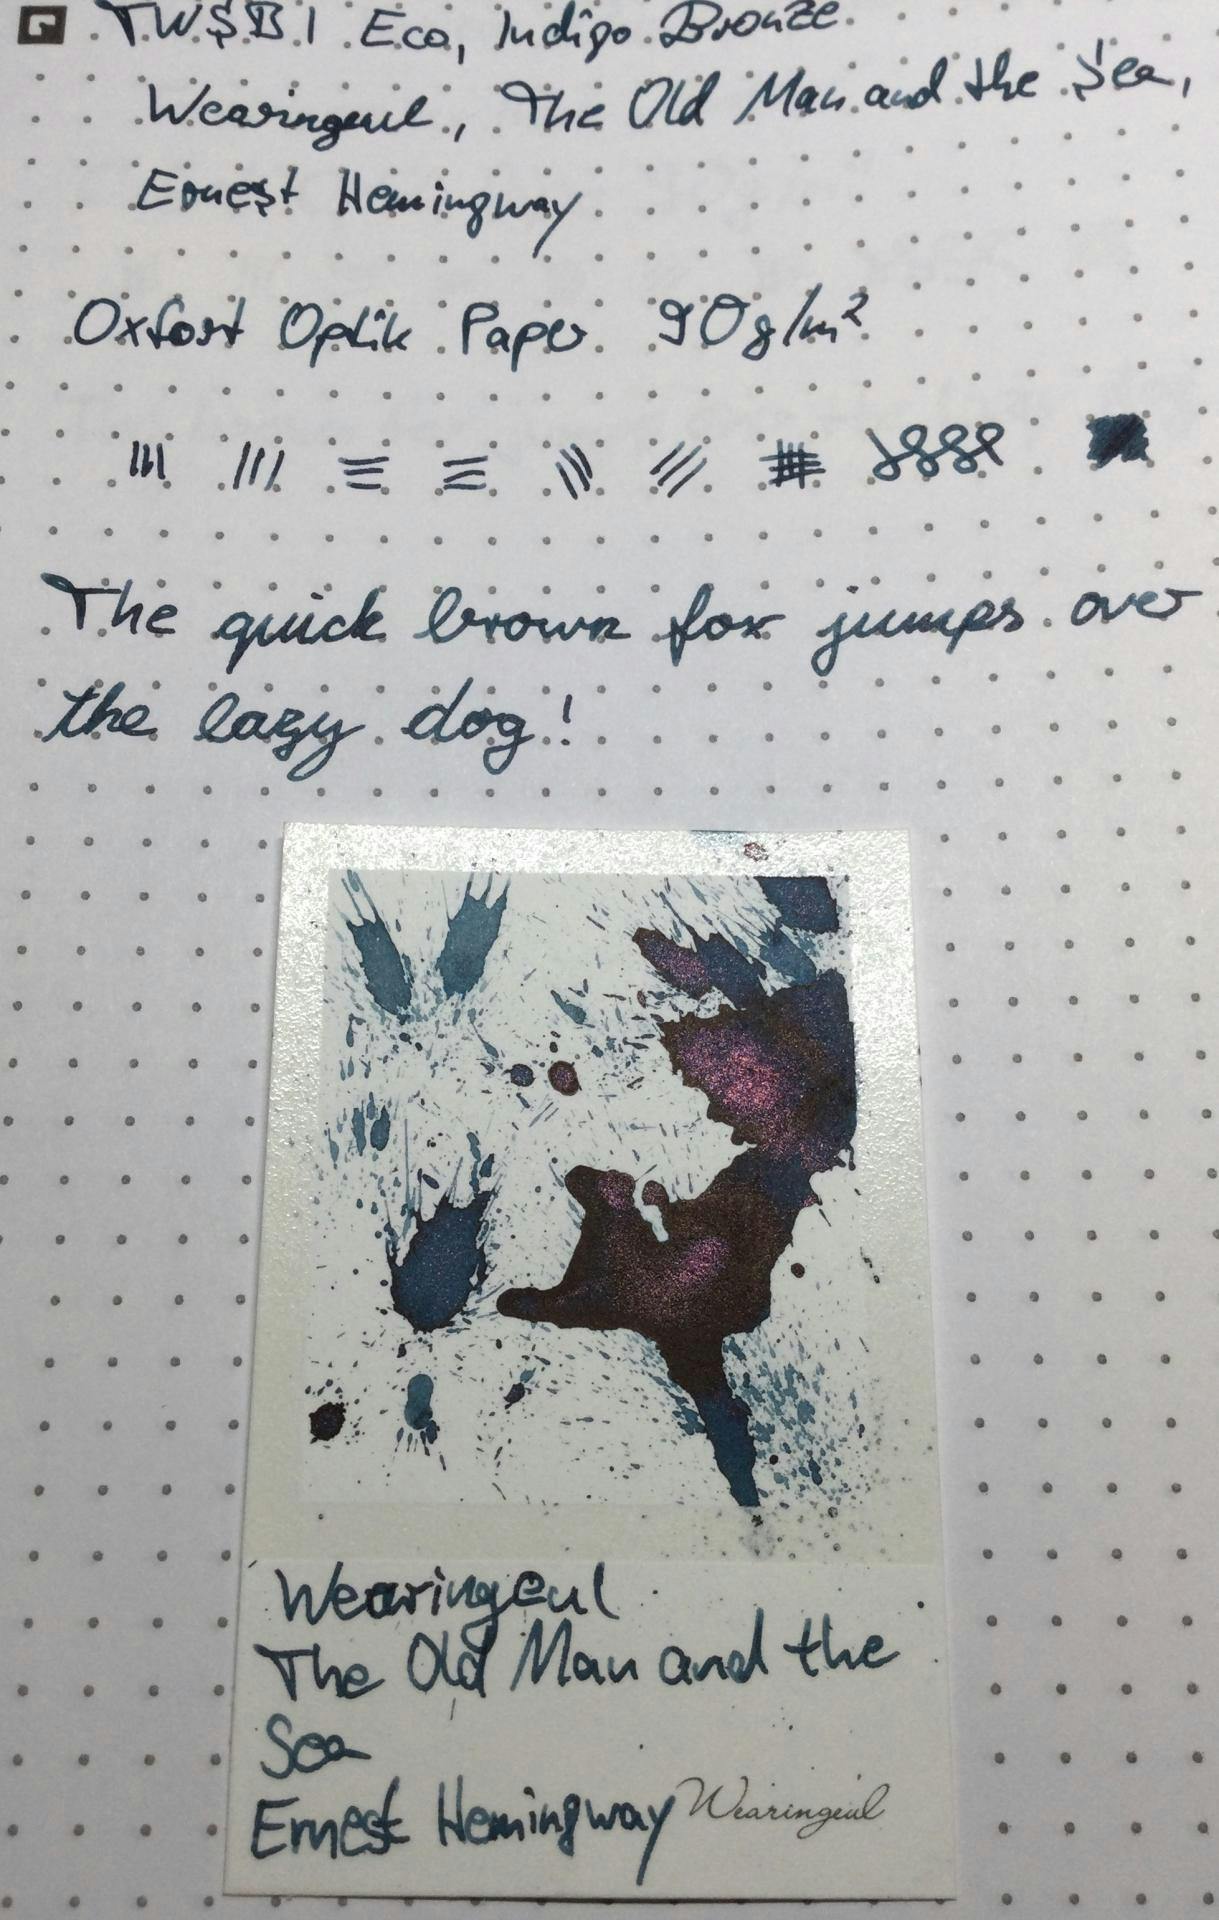 TWSBI Eco, Indigo Bronze
Wearingeul, The Old Man and the Sea,
Ernest Hemingway
Oxfort Optik Paper 90g/m²
The quick brown fox jumps over
the lazy dog!
Wearingeul
The Old Man and the
Sea
Ernest Hemingway Wearingeul